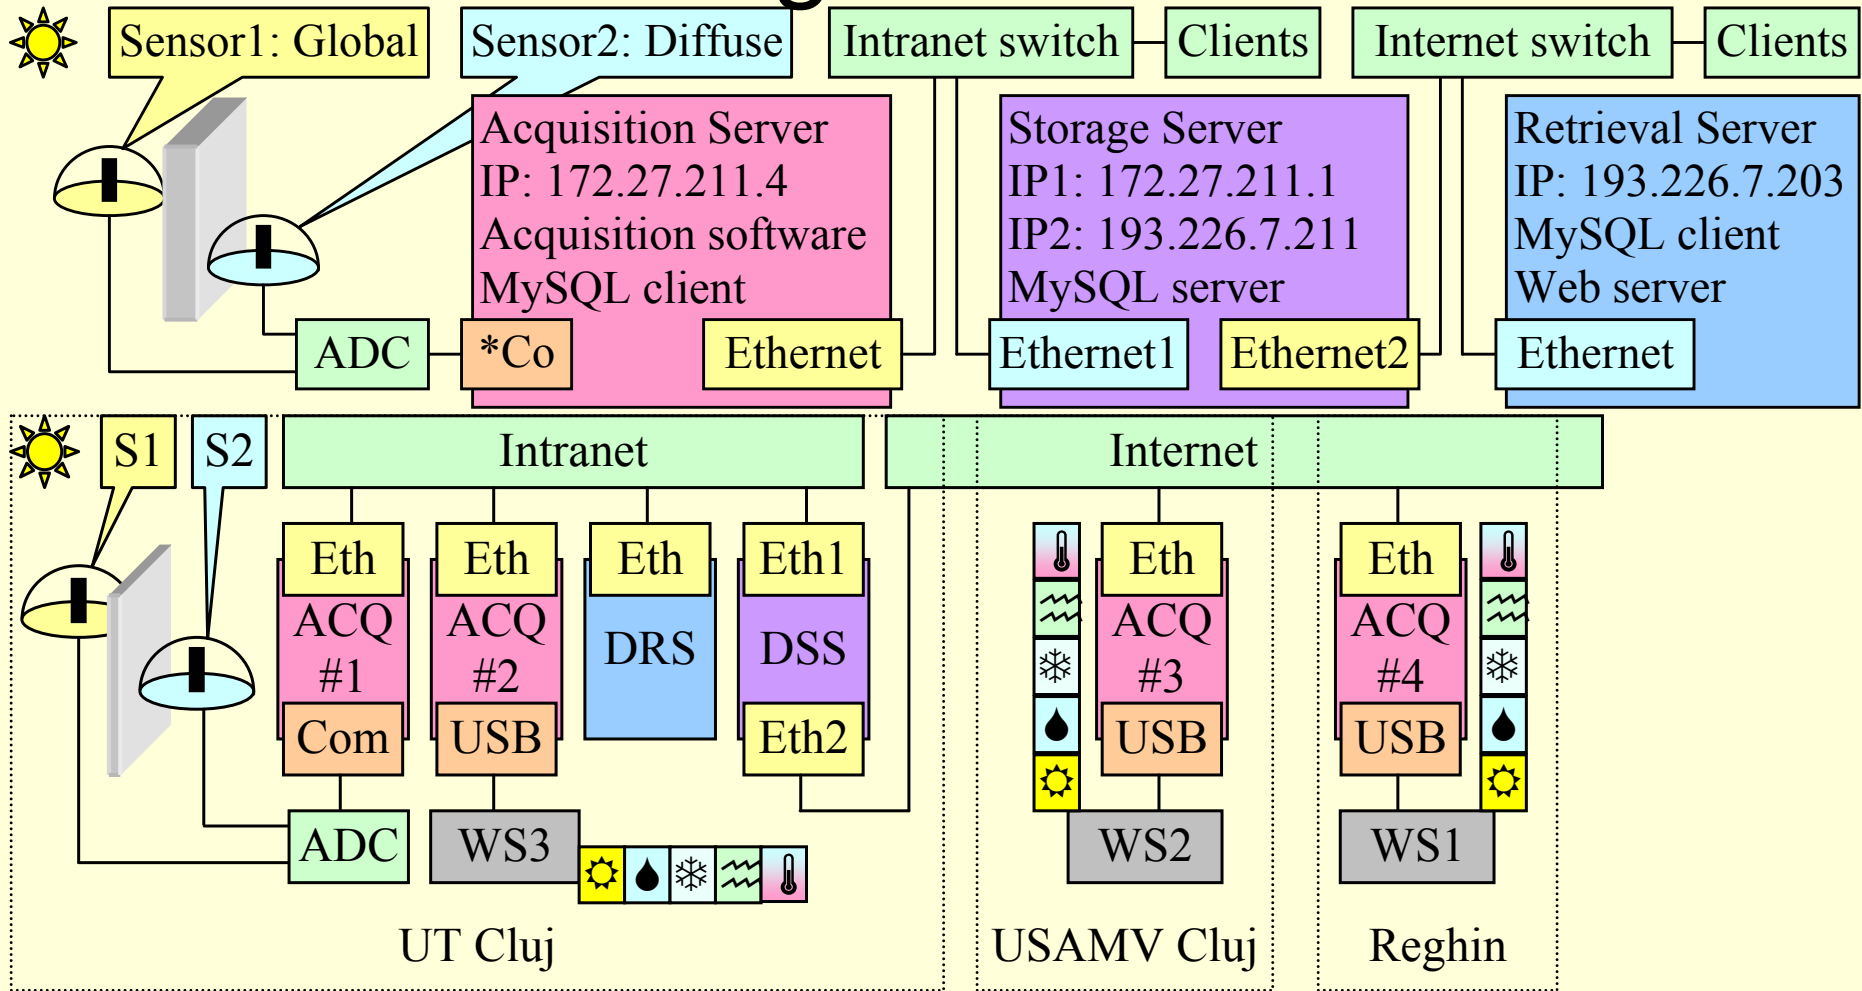 Sensor1: Global
Sensor2: Diffuse
Intranet switch
Clients
Internet switch
Clients
Acquisition Server
IP: 172.27.211.4
Acquisition software
MySQL client
Storage Server
IP1: 172.27.211.1
IP2: 193.226.7.211
MySQL server
Retrieval Server
IP: 193.226.7.203
MySQL client
Web server
ADC
*Co
Ethernet
Ethernet1
Ethernet2
Ethernet
S1
S2
Intranet
Internet
Eth
ACQ
#1
Com
Eth
ACQ
#2
USB
Eth
DRS
Eth1
DSS
Eth2
Eth
ACQ
#3
USB
Eth
ACQ
#4
USB
ADC
WS3
WS2
WS1
UT Cluj
USAMV Cluj
Reghin